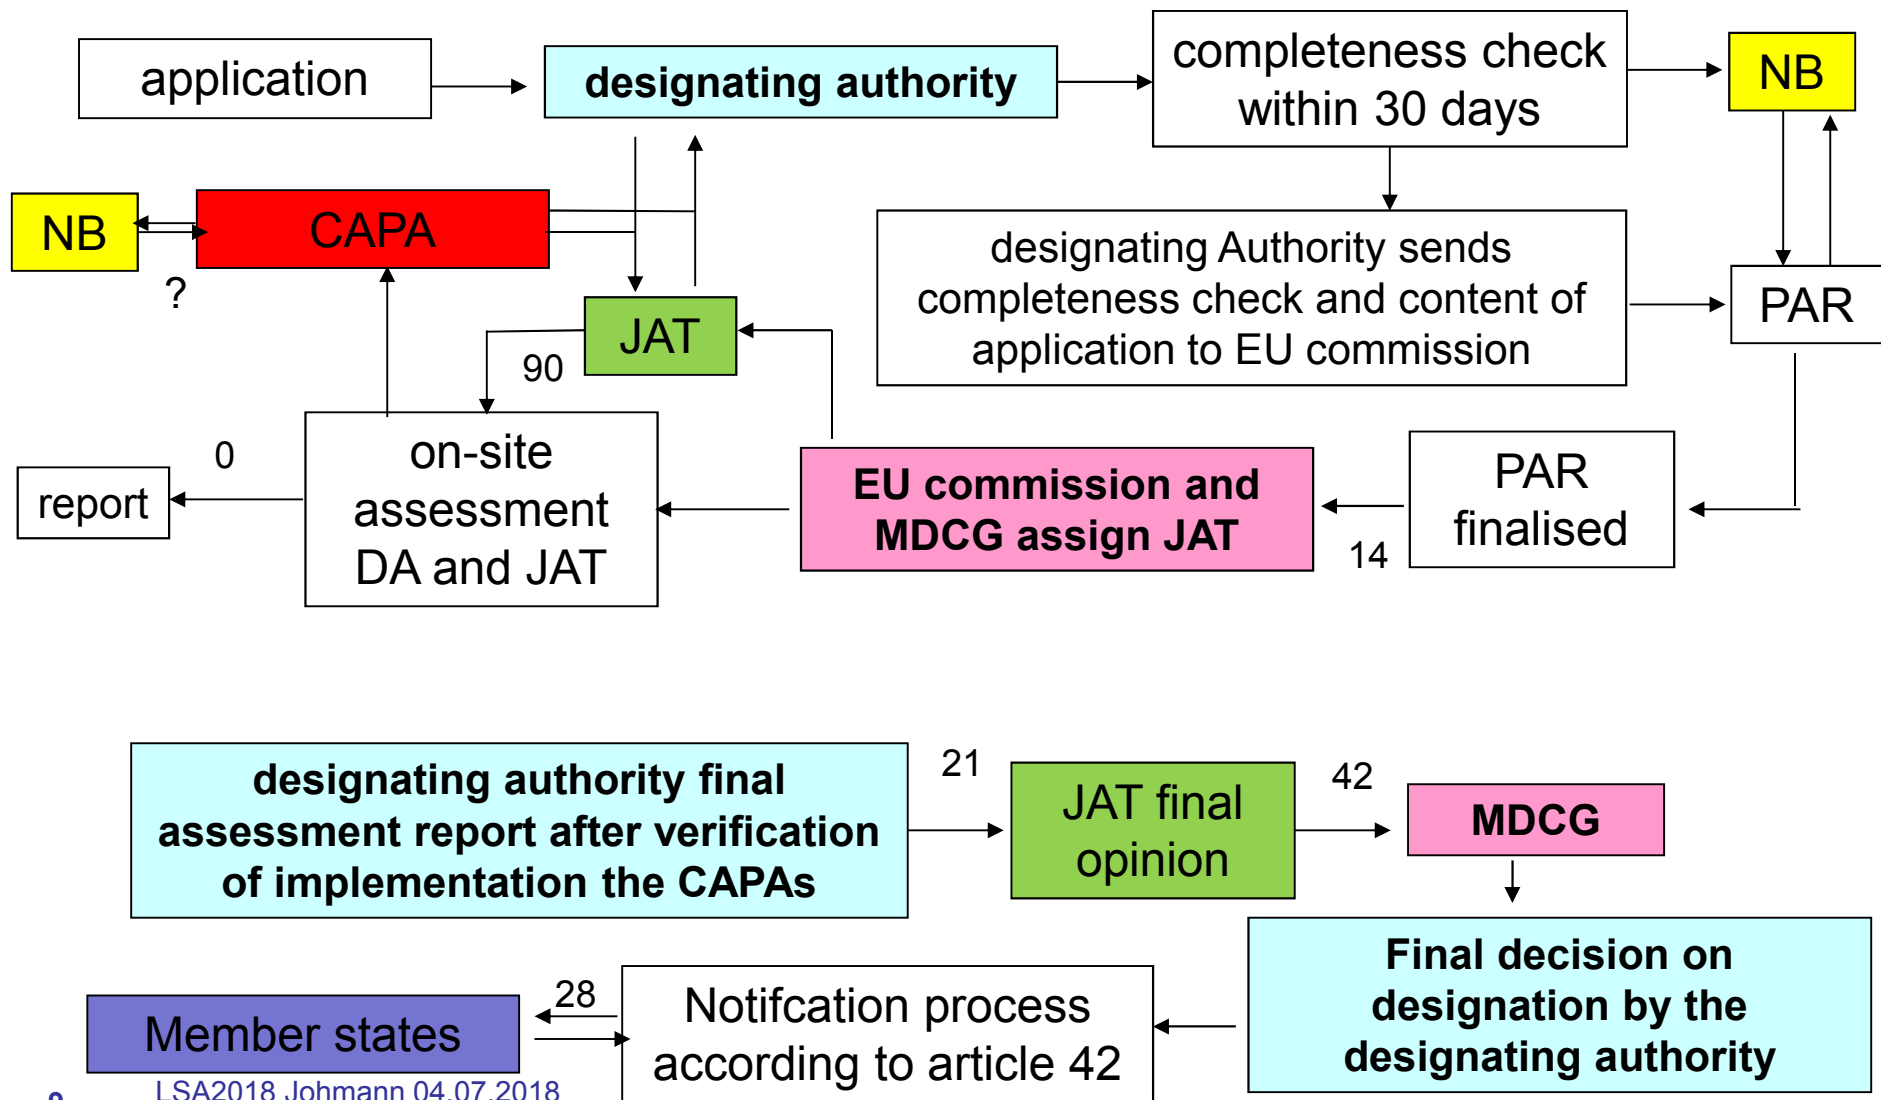 application
designating authority
completeness check
within 30 days
NB
NB
CAPA
?
designating Authority sends
completeness check and content of
application to EU commission
PAR
JAT
90
on-site
assessment
DA and JAT
0
report
EU commission and
MDCG assign JAT
14
PAR
finalised
designating authority final
assessment report after verification
of implementation the CAPAs
21
JAT final
opinion
42
MDCG
Final decision on
designation by the
designating authority
Notifcation process
according to article 42
28
Member states
LSA2018 Johmann 04.07.2018